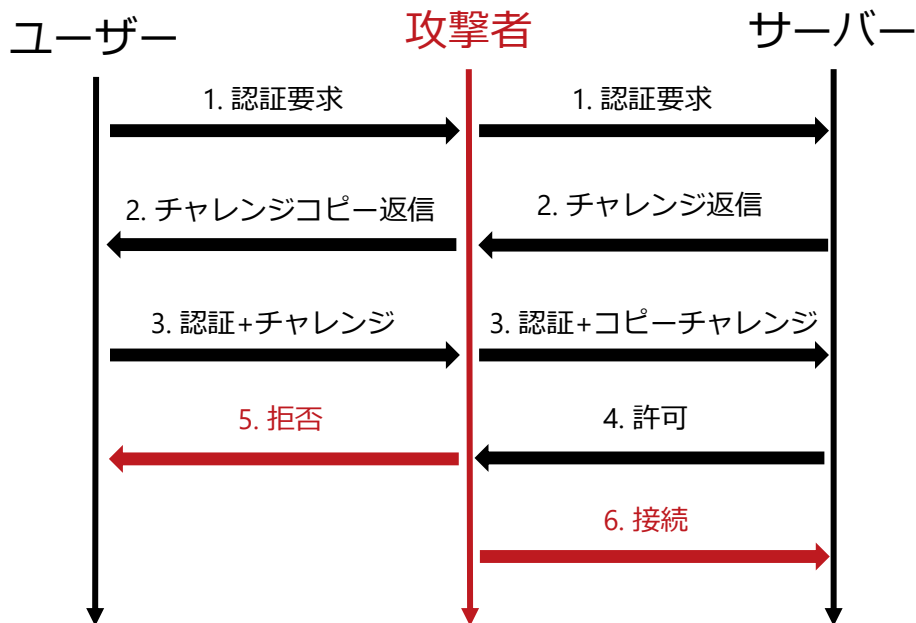 ユーザー
攻撃者
サーバー
1. 認証要求
1. 認証要求
2. チャレンジコピー返信
2. チャレンジ返信
3. 認証+チャレンジ
3. 認証+コピーチャレンジ
5. 拒否
4. 許可
6. 接続